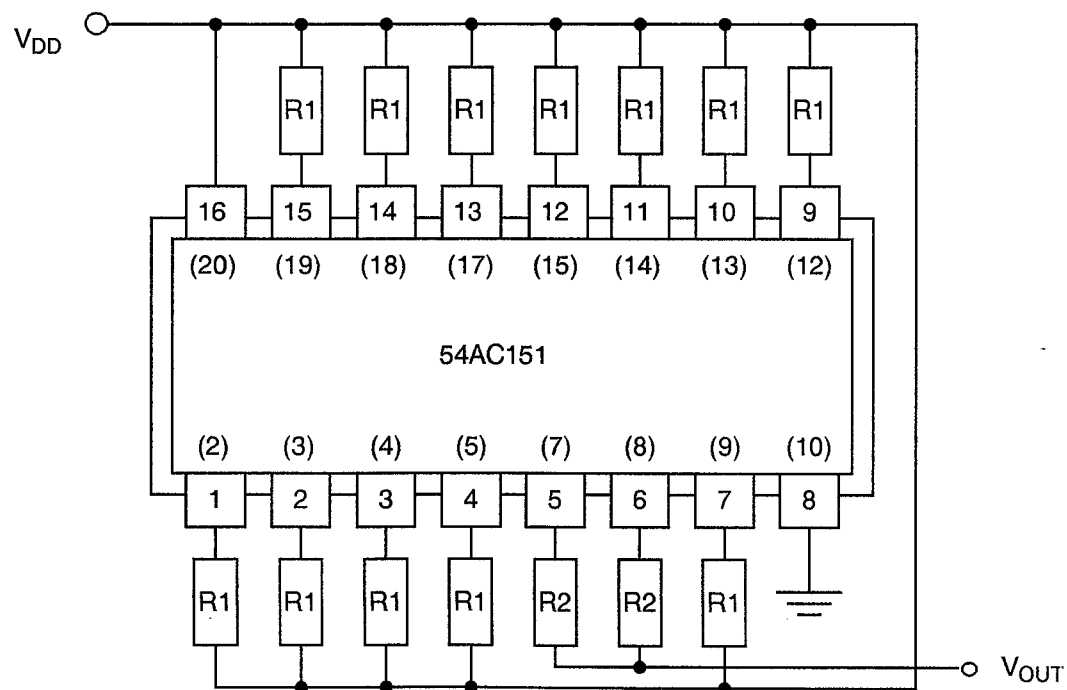 V_DD
R1 R1 R1 R1 R1 R1 R1
16 15 14 13 12 11 10 9
(20) (19) (18) (17) (15) (14) (13) (12)
54AC151
(2) (3) (4) (5) (7) (8) (9) (10)
1 2 3 4 5 6 7 8
R1 R1 R1 R1 R2 R2 R1
V_OUT